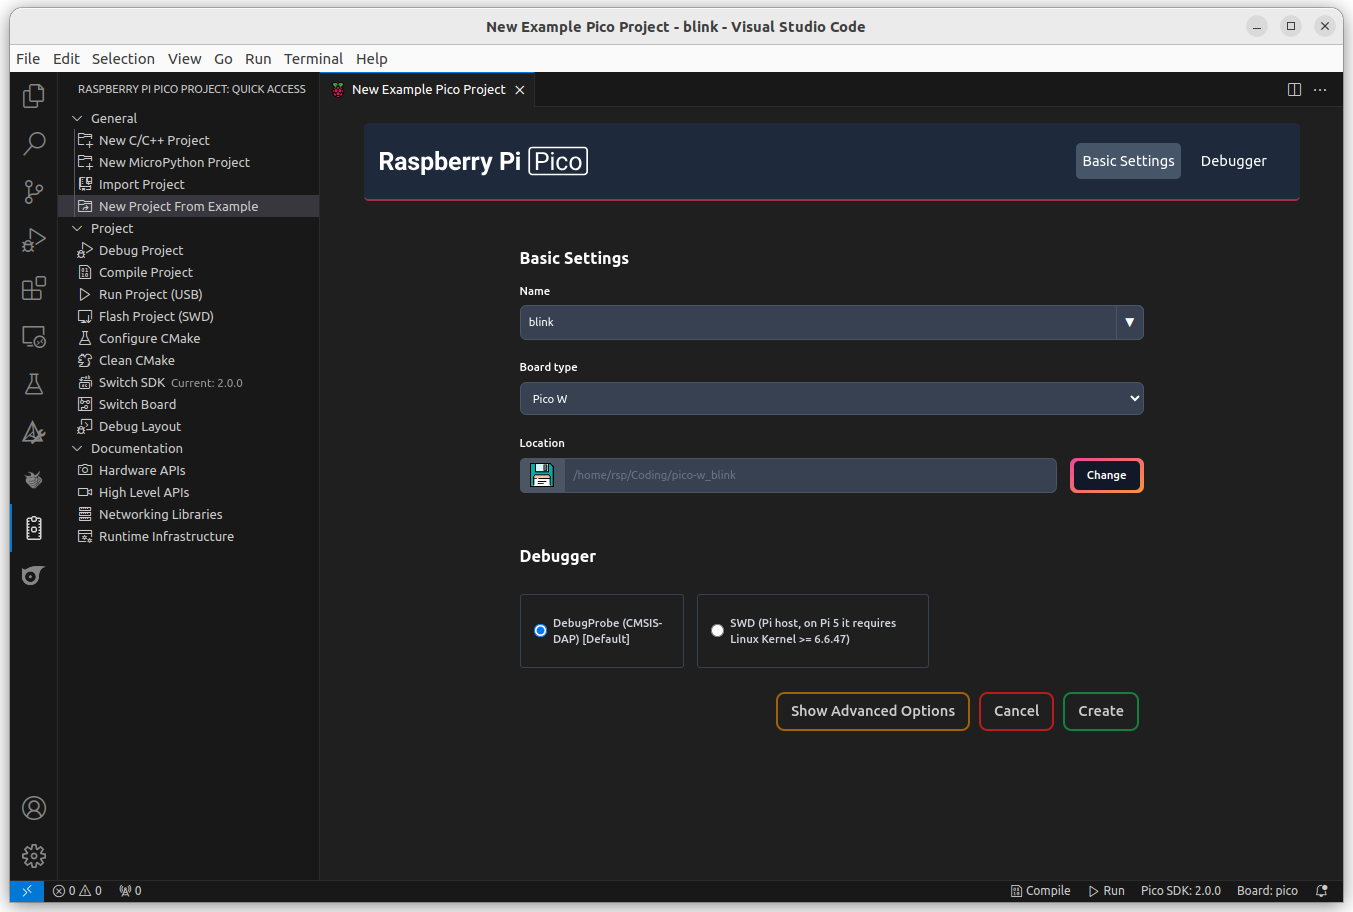 New Example Pico Project - blink - Visual Studio Code
File Edit Selection View Go Run Terminal Help
RASPBERRY PI PICO PROJECT: QUICK ACCESS
General
New C/C++ Project
New MicroPython Project
Import Project
New Project From Example
Project
Debug Project
Compile Project
Run Project (USB)
Flash Project (SWD)
Configure CMake
Clean CMake
Switch SDK Current: 2.0.0
Switch Board
Debug Layout
Documentation
Hardware APIs
High Level APIs
Networking Libraries
Runtime Infrastructure
New Example Pico Project
Raspberry Pi Pico
Basic Settings
Debugger
Basic Settings
Name
blink
Board type
Pico W
Location
/home/rsp/Coding/pico-w_blink
Change
Debugger
DebugProbe (CMSIS-
DAP) [Default]
SWD (Pi host, on Pi 5 it requires
Linux Kernel >= 6.6.47)
Show Advanced Options
Cancel
Create
0 0 0
Compile Run Pico SDK: 2.0.0 Board: pico